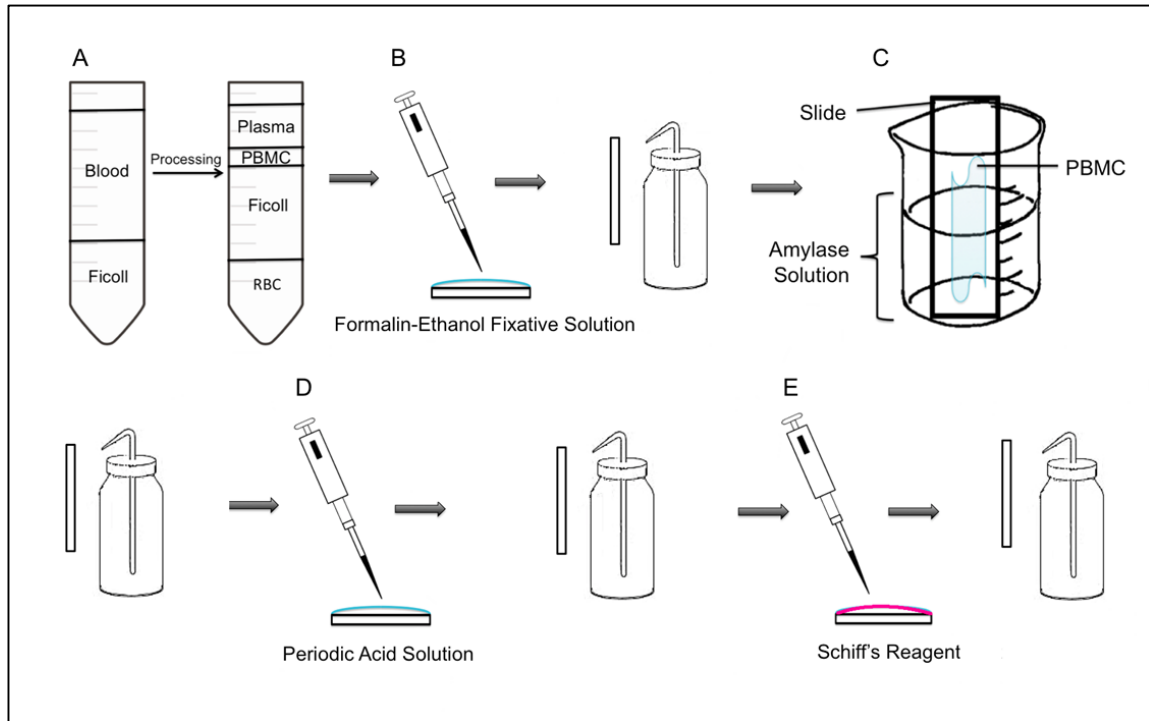 A
Blood
Ficoll
Processing
Plasma
PBMC
Ficoll
RBC
B
Formalin-Ethanol Fixative Solution
C
Slide
PBMC
Amylase
Solution
D
Periodic Acid Solution
E
Schiff's Reagent